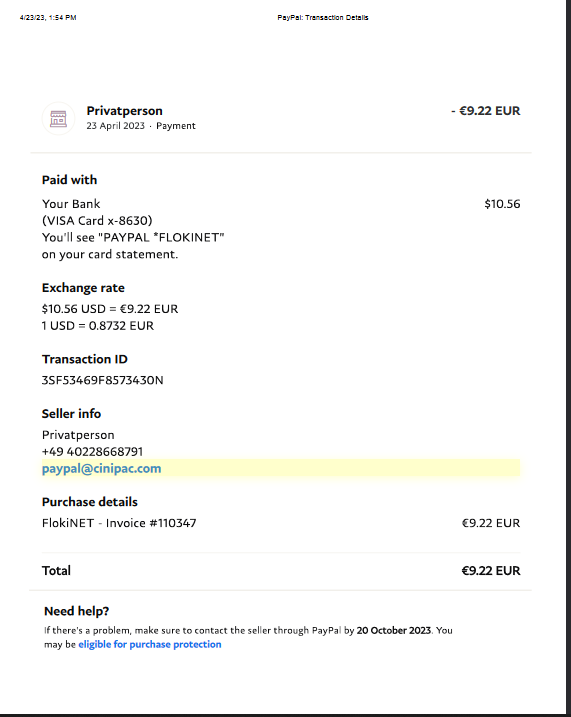 4/23/23, 1:54 PM PayPal: Transaction Details
Privatperson - €9.22 EUR
23 April 2023 · Payment
Paid with
Your Bank $10.56
(VISA Card x-8630)
You'll see "PAYPAL *FLOKINET"
on your card statement.
Exchange rate
$10.56 USD = €9.22 EUR
1 USD = 0.8732 EUR
Transaction ID
3SF53469F8573430N
Seller info
Privatperson
+49 40228668791
paypal@cinipac.com
Purchase details
FlokiNET - Invoice #110347 €9.22 EUR
Total €9.22 EUR
Need help?
If there's a problem, make sure to contact the seller through PayPal by 20 October 2023. You
may be eligible for purchase protection